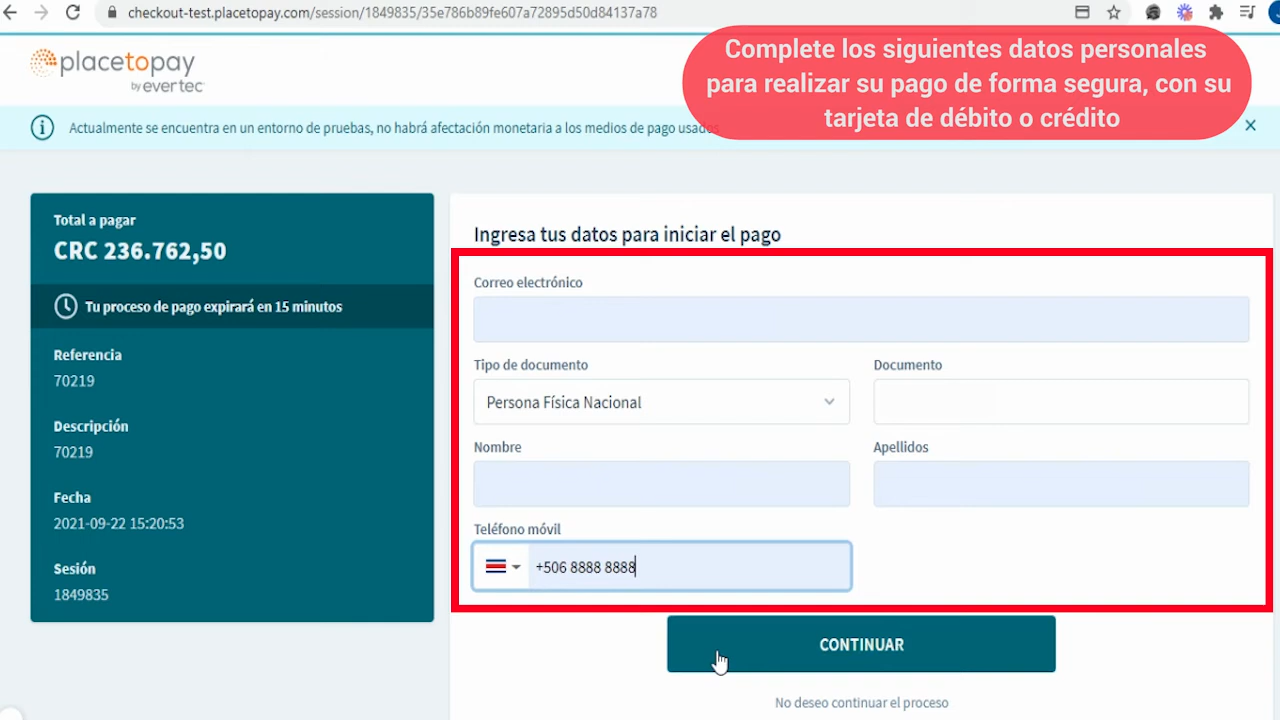 checkout-test.placetopay.com/session/1849835/35e786b89fe607a72895d50d84137a78
Complete los siguientes datos personales
para realizar su pago de forma segura, con su
tarjeta de débito o crédito
placetopay
by evertec
Actualmente se encuentra en un entorno de pruebas, no habrá afectación monetaria a los medios de pago usados
Total a pagar
CRC 236.762,50
Tu proceso de pago expirará en 15 minutos
Referencia
70219
Descripción
70219
Fecha
2021-09-22 15:20:53
Sesión
1849835
Ingresa tus datos para iniciar el pago
Correo electrónico
Tipo de documento
Documento
Persona Física Nacional
Nombre
Apellidos
Teléfono móvil
+506 8888 8888
CONTINUAR
No deseo continuar el proceso